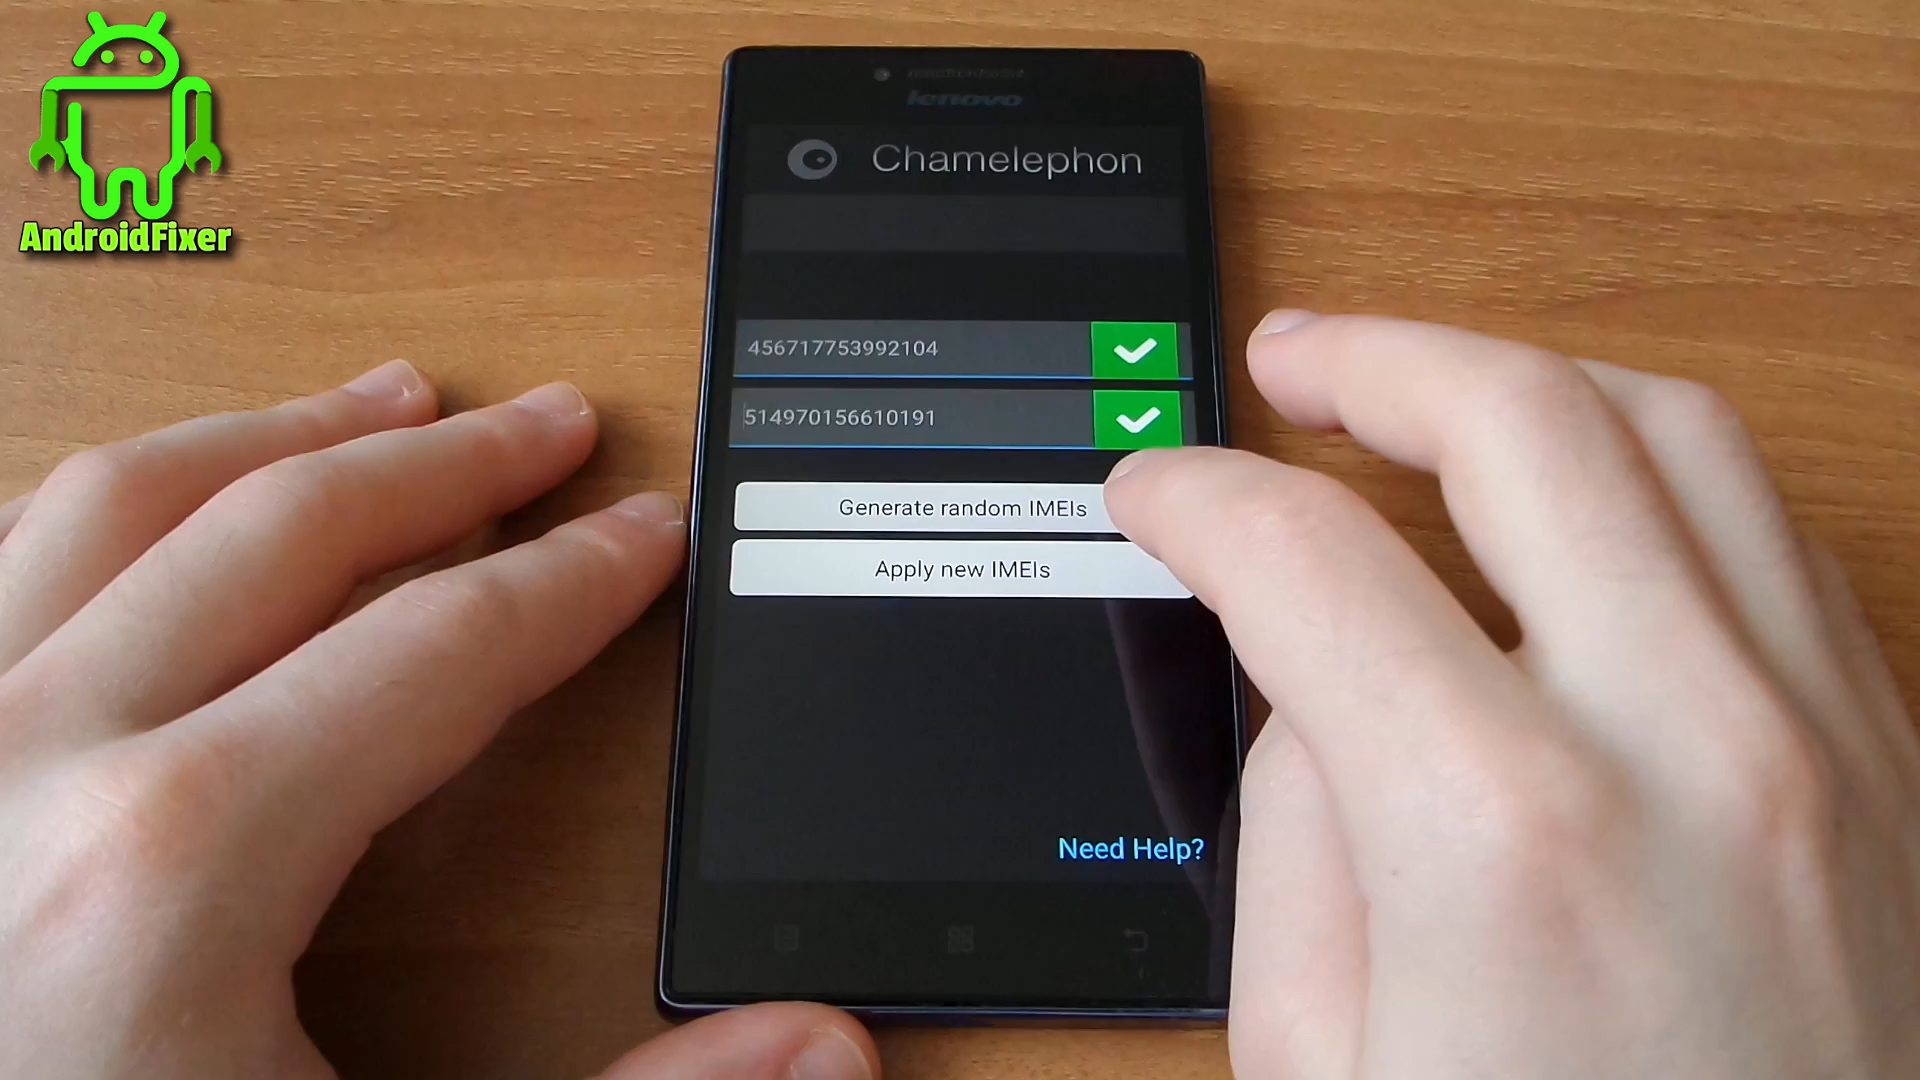 AndroidFixer
lenovo
Chamelephon
456717753992104
514970156610191
Generate random IMEIs
Apply new IMEIs
Need Help?